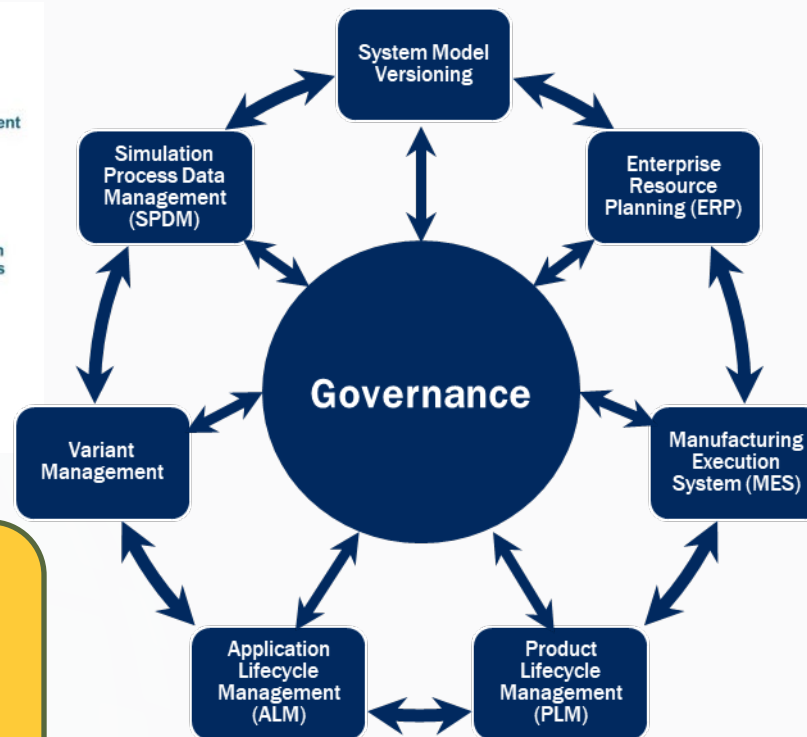 System Model
Versioning
Simulation
Process Data
Management
(SPDM)
Enterprise
Resource
Planning (ERP)
Governance
Variant
Management
Manufacturing
Execution
System (MES)
Application
Lifecycle
Management
(ALM)
Product
Lifecycle
Management
(PLM)